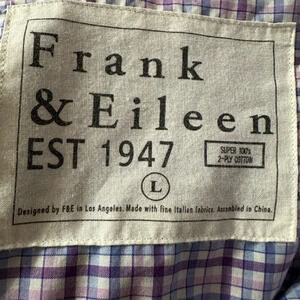 Frank
& Eileen
EST 1947
SUPER 100's
2-PLY COTTON
L
Designed by F&E in Los Angeles. Made with fine Italian fabrics. Assembled in China.